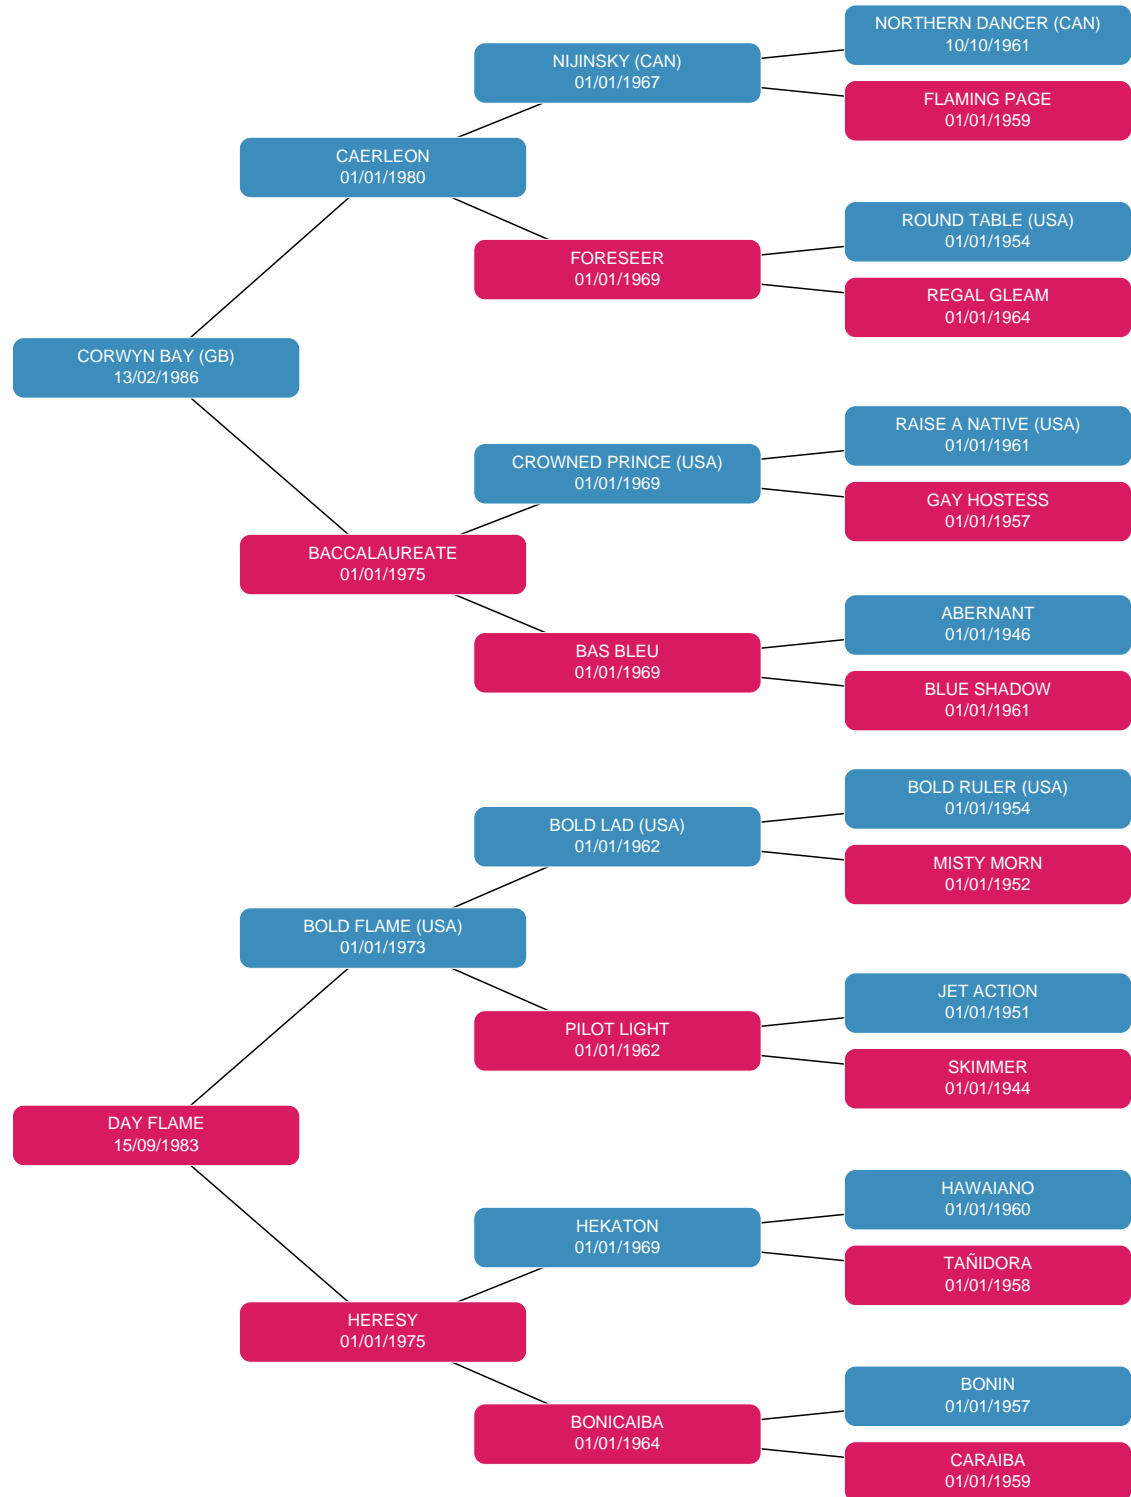 NORTHERN DANCER (CAN)
10/10/1961
NIJINSKY (CAN)
01/01/1967
FLAMING PAGE
01/01/1959
CAERLEON
01/01/1980
ROUND TABLE (USA)
01/01/1954
FORESEER
01/01/1969
REGAL GLEAM
01/01/1964
CORWYN BAY (GB)
13/02/1986
RAISE A NATIVE (USA)
01/01/1961
CROWNED PRINCE (USA)
01/01/1969
GAY HOSTESS
01/01/1957
BACCALAUREATE
01/01/1975
ABERNANT
01/01/1946
BAS BLEU
01/01/1969
BLUE SHADOW
01/01/1961
BOLD RULER (USA)
01/01/1954
BOLD LAD (USA)
01/01/1962
MISTY MORN
01/01/1952
BOLD FLAME (USA)
01/01/1973
JET ACTION
01/01/1951
PILOT LIGHT
01/01/1962
SKIMMER
01/01/1944
DAY FLAME
15/09/1983
HAWAIANO
01/01/1960
HEKATON
01/01/1969
TAÑIDORA
01/01/1958
HERESY
01/01/1975
BONIN
01/01/1957
BONICAIBA
01/01/1964
CARAIBA
01/01/1959